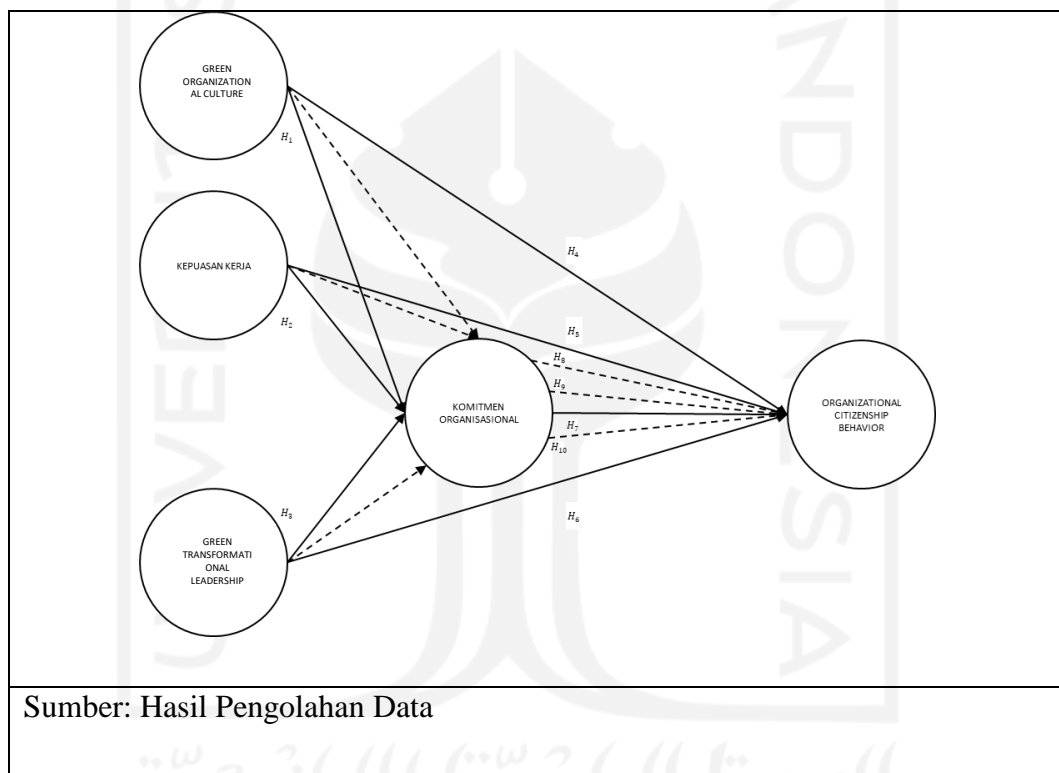 GREEN
ORGANIZATION
AL CULTURE
H₁
KEPUASAN KERJA
H₂
H₄
H₅
H₈
H₉
KOMITMEN
ORGANISASIONAL
H₇
H₁₀
ORGANIZATIONAL
CITIZENSHIP
BEHAVIOR
H₃
GREEN
TRANSFORMATI
ONAL
LEADERSHIP
H₆
Sumber: Hasil Pengolahan Data